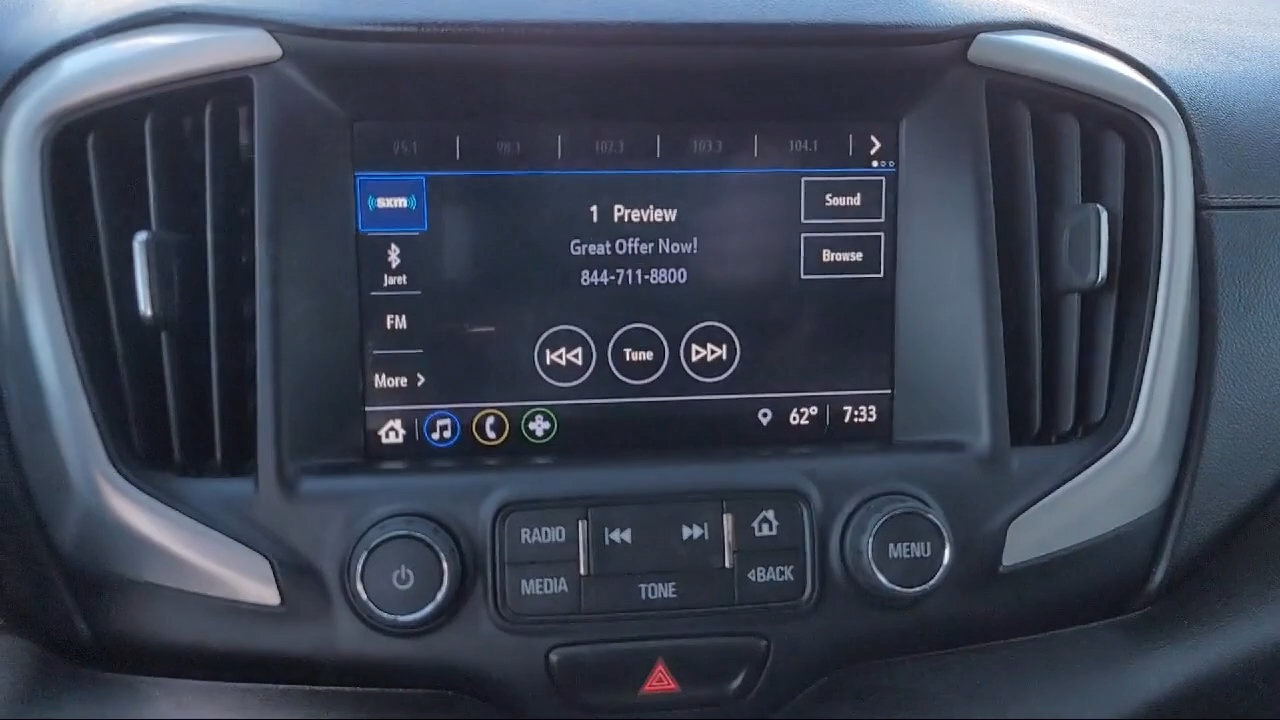 95.1 98.1 107.3 103.3 104.1
sxm
1 Preview
Sound
Great Offer Now!
Browse
844-711-8800
Jaret
FM
Tune
More
62° 7:33
RADIO
MEDIA
TONE
BACK
MENU